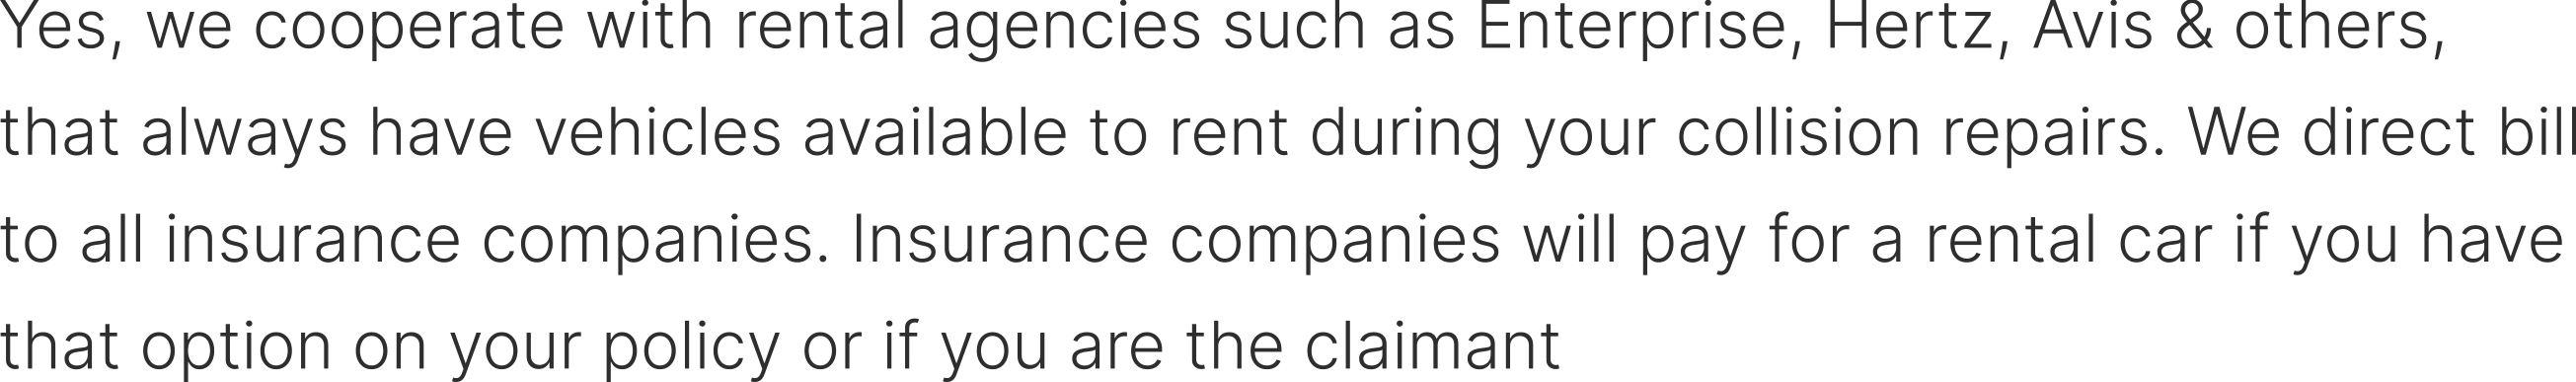 Yes, we cooperate with rental agencies such as Enterprise, Hertz, Avis & others,
that always have vehicles available to rent during your collision repairs. We direct bill
to all insurance companies. Insurance companies will pay for a rental car if you have
that option on your policy or if you are the claimant